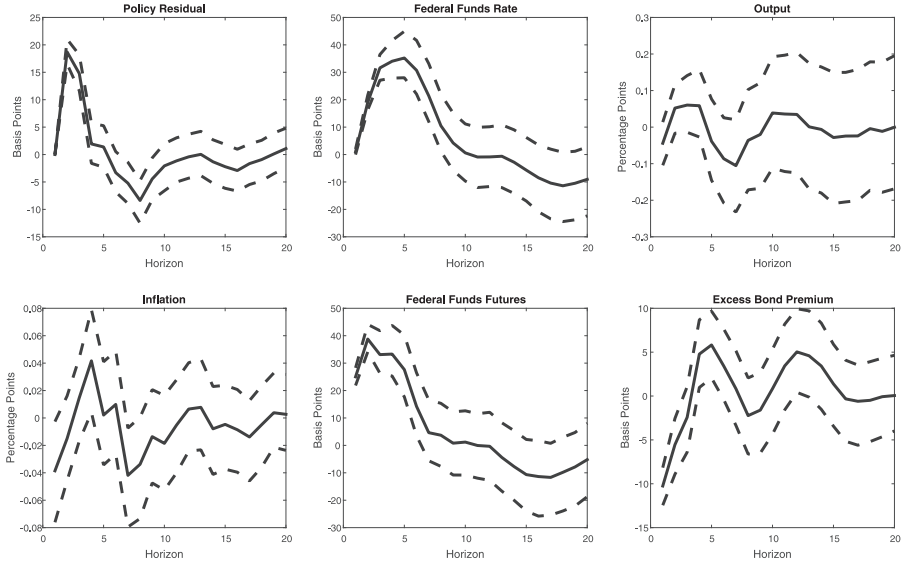 Policy Residual
Federal Funds Rate
Output
25
20
15
10
5
0
-5
-10
-15
Basis Points
0 5 10 15 20
Horizon
50
40
30
20
10
0
-10
-20
-30
Basis Points
0 5 10 15 20
Horizon
0.3
0.2
0.1
0
-0.1
-0.2
0.3
Percentage Points
0 5 10 15 20
Horizon
Inflation
Federal Funds Futures
Excess Bond Premium
0.08
0.06
0.04
0.02
0
-0.02
-0.04
-0.06
-0.08
Percentage Points
0 5 10 15 20
Horizon
50
40
30
20
10
0
-10
-20
-30
Basis Points
0 5 10 15 20
Horizon
10
5
0
-5
-10
-15
Basis Points
0 5 10 15 20
Horizon